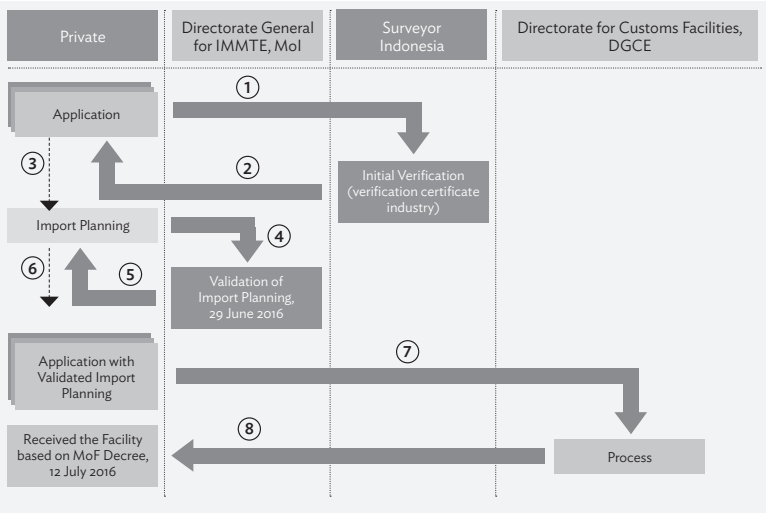 Private
Directorate General
for IMMTE, MoI
Surveyor
Indonesia
Directorate for Customs Facilities,
DGCE
1
Application
3
2
Initial Verification
(verification certificate
industry)
Import Planning
4
6
5
Validation of
Import Planning,
29 June 2016
7
Application with
Validated Import
Planning
8
Received the Facility
based on MoF Decree,
12 July 2016
Process